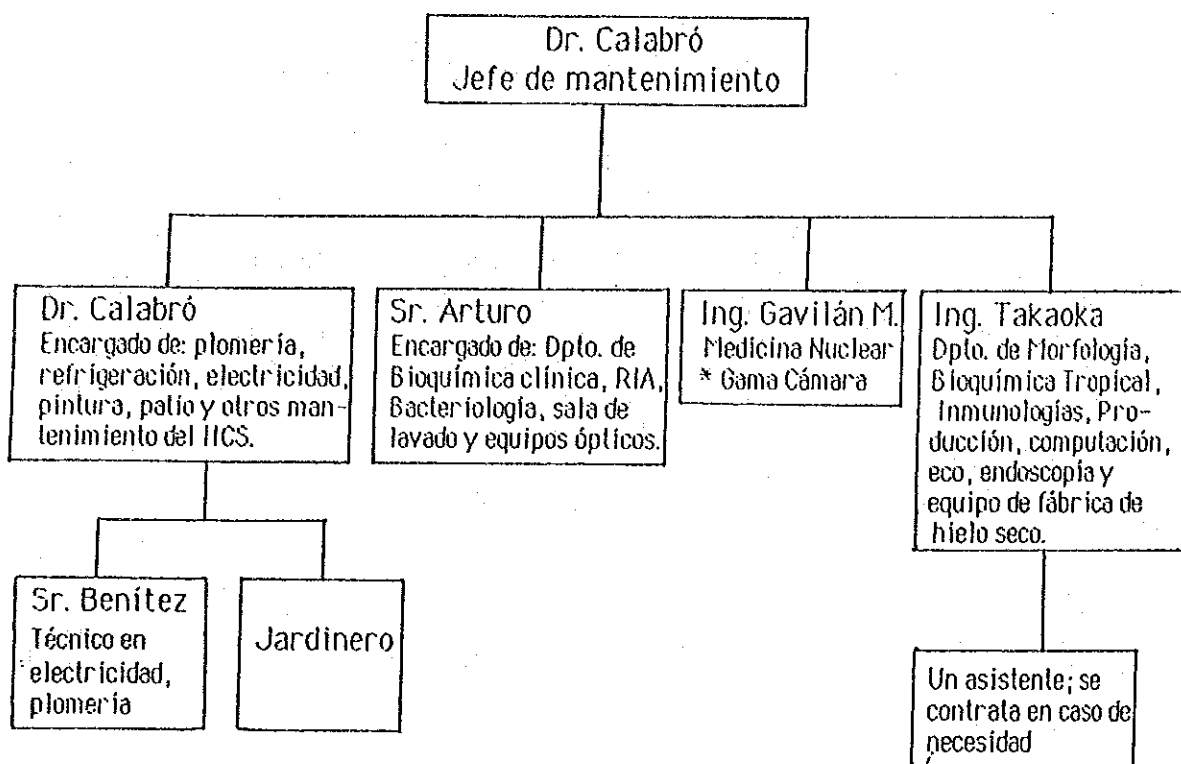 Dr. Calabró
Jefe de mantenimiento
Dr. Calabró
Encargado de: plomería,
refrigeración, electricidad,
pintura, patio y otros man-
tenimiento del IICS.
Sr. Arturo
Encargado de: Dpto. de
Bioquímica clínica, RIA,
Bacteriología, sala de
lavado y equipos ópticos.
Ing. Gavilán M.
Medicina Nuclear
* Gama Cámara
Ing. Takaoka
Dpto. de Morfología,
Bioquímica Tropical,
Inmunologías, Pro-
ducción, computación,
eco, endoscopía y
equipo de fábrica de
hielo seco.
Sr. Benítez
Técnico en
electricidad,
plomería
Jardinero
Un asistente; se
contrata en caso de
necesidad